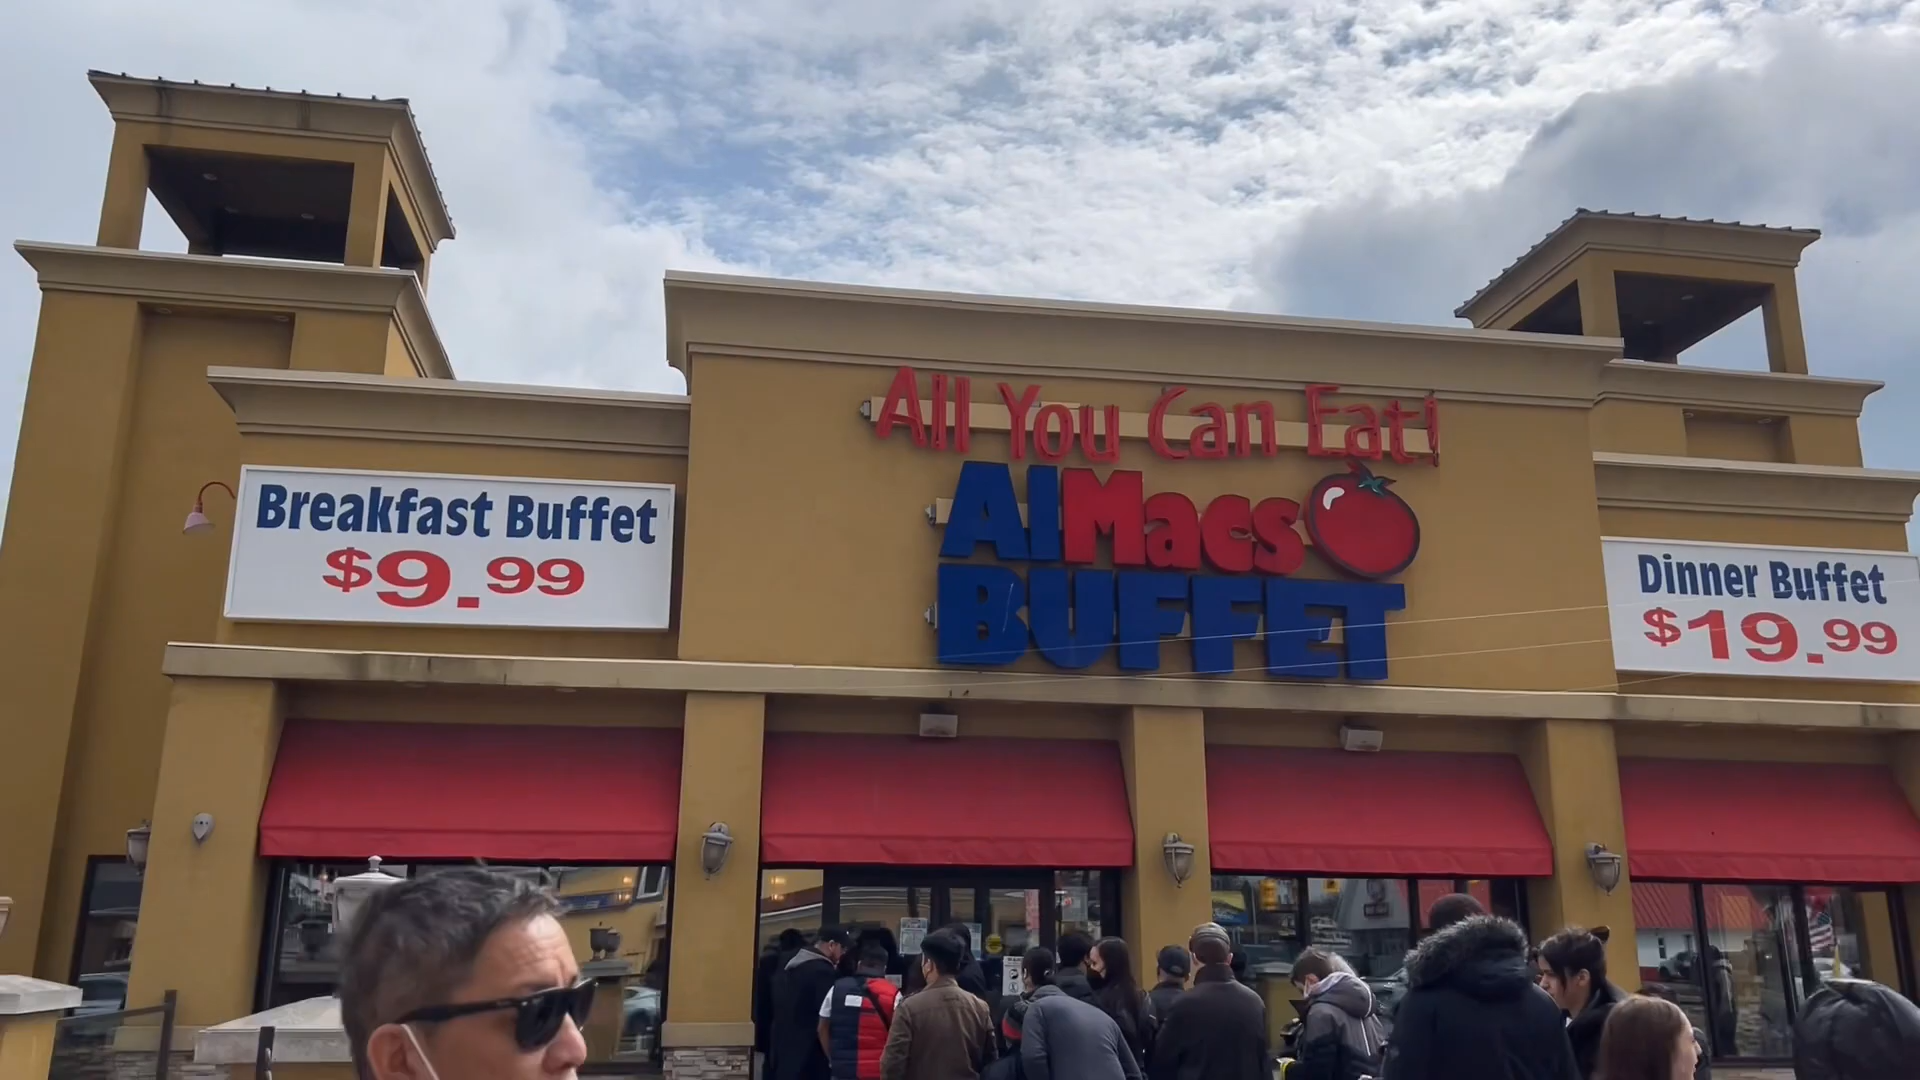 All You Can Eat!
AlMacs
BUFFET
Breakfast Buffet
$9.99
Dinner Buffet
$19.99